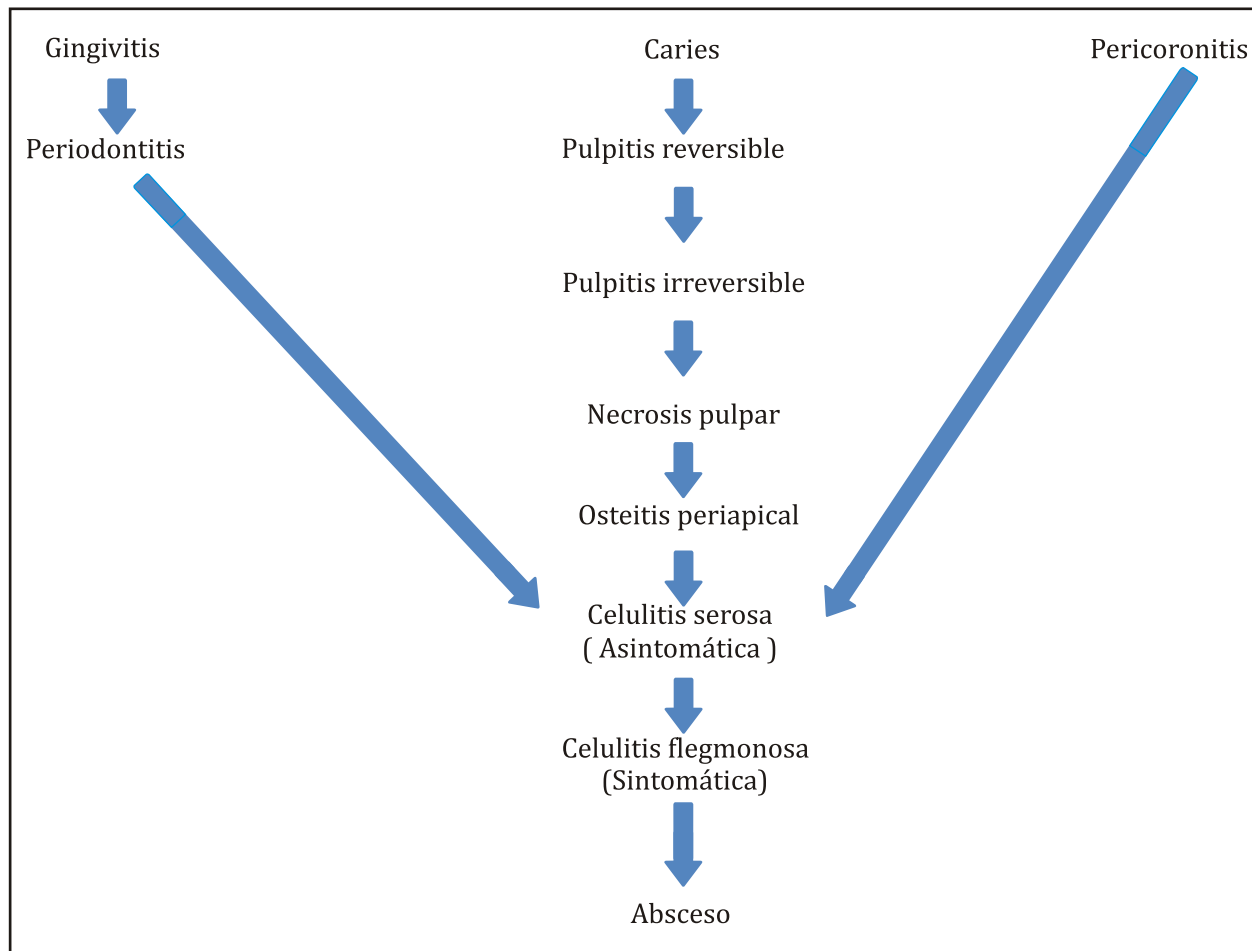 Gingivitis
Caries
Pericoronitis
Periodontitis
Pulpitis reversible
Pulpitis irreversible
Necrosis pulpar
Osteitis periapical
Celulitis serosa
( Asintomática )
Celulitis flegmonosa
(Sintomática)
Absceso